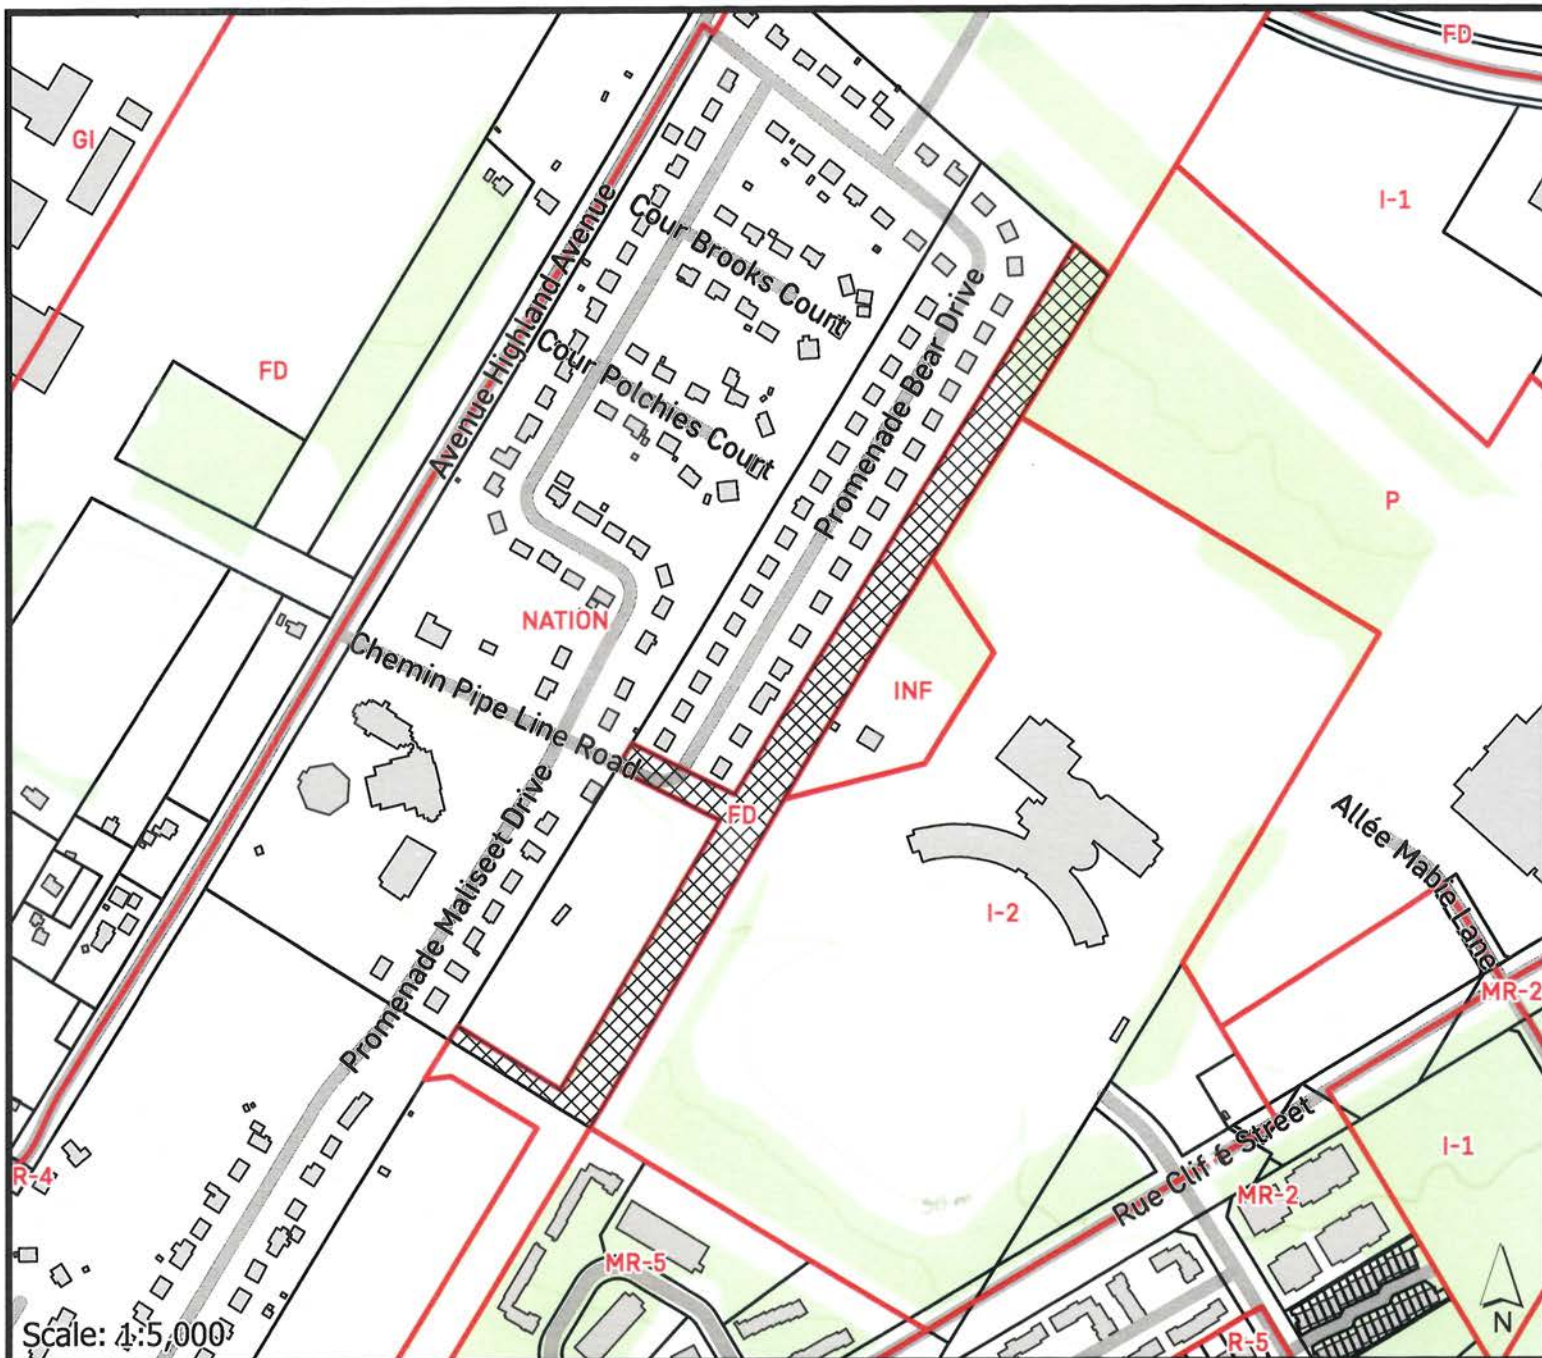 FD
GI
I-1
Avenue Highland Avenue
Cour Brooks Court
Cour Polchies Court
Promenade Bear Drive
FD
P
NATION
Chemin Pipe Line Road
INF
Promenade Maliseet Drive
FD
I-2
Allée Mabie Lane
MR-2
R-4
Rue Clif e Street
MR-2
I-1
MR-5
R-5
Scale: 1:5,000
N